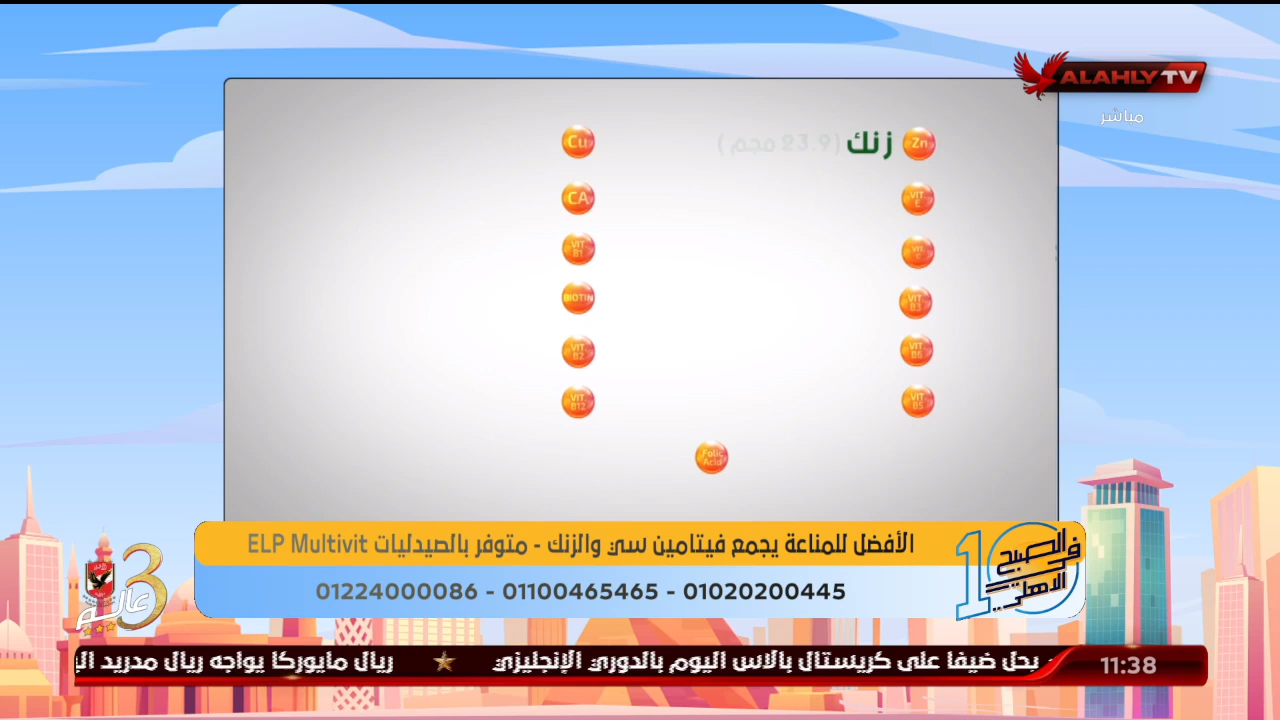 ALAHLY TV
مباشر
Zn زنك (23.9 مجم)
Cu
VIT E
CA
VIT C
VIT B1
VIT B3
BIOTIN
VIT B6
VIT B2
VIT B5
VIT B12
Folic Acid
الأفضل للمناعة يجمع فيتامين سي والزنك - متوفر بالصيدليات ELP Multivit
01224000086 - 01100465465 - 01020200445
10 الصبح في الأهلي
3 عالم
يحل ضيفا على كريستال بالاس اليوم بالدوري الإنجليزي ★ ريال مايوركا يواجه ريال مدريد
11:38